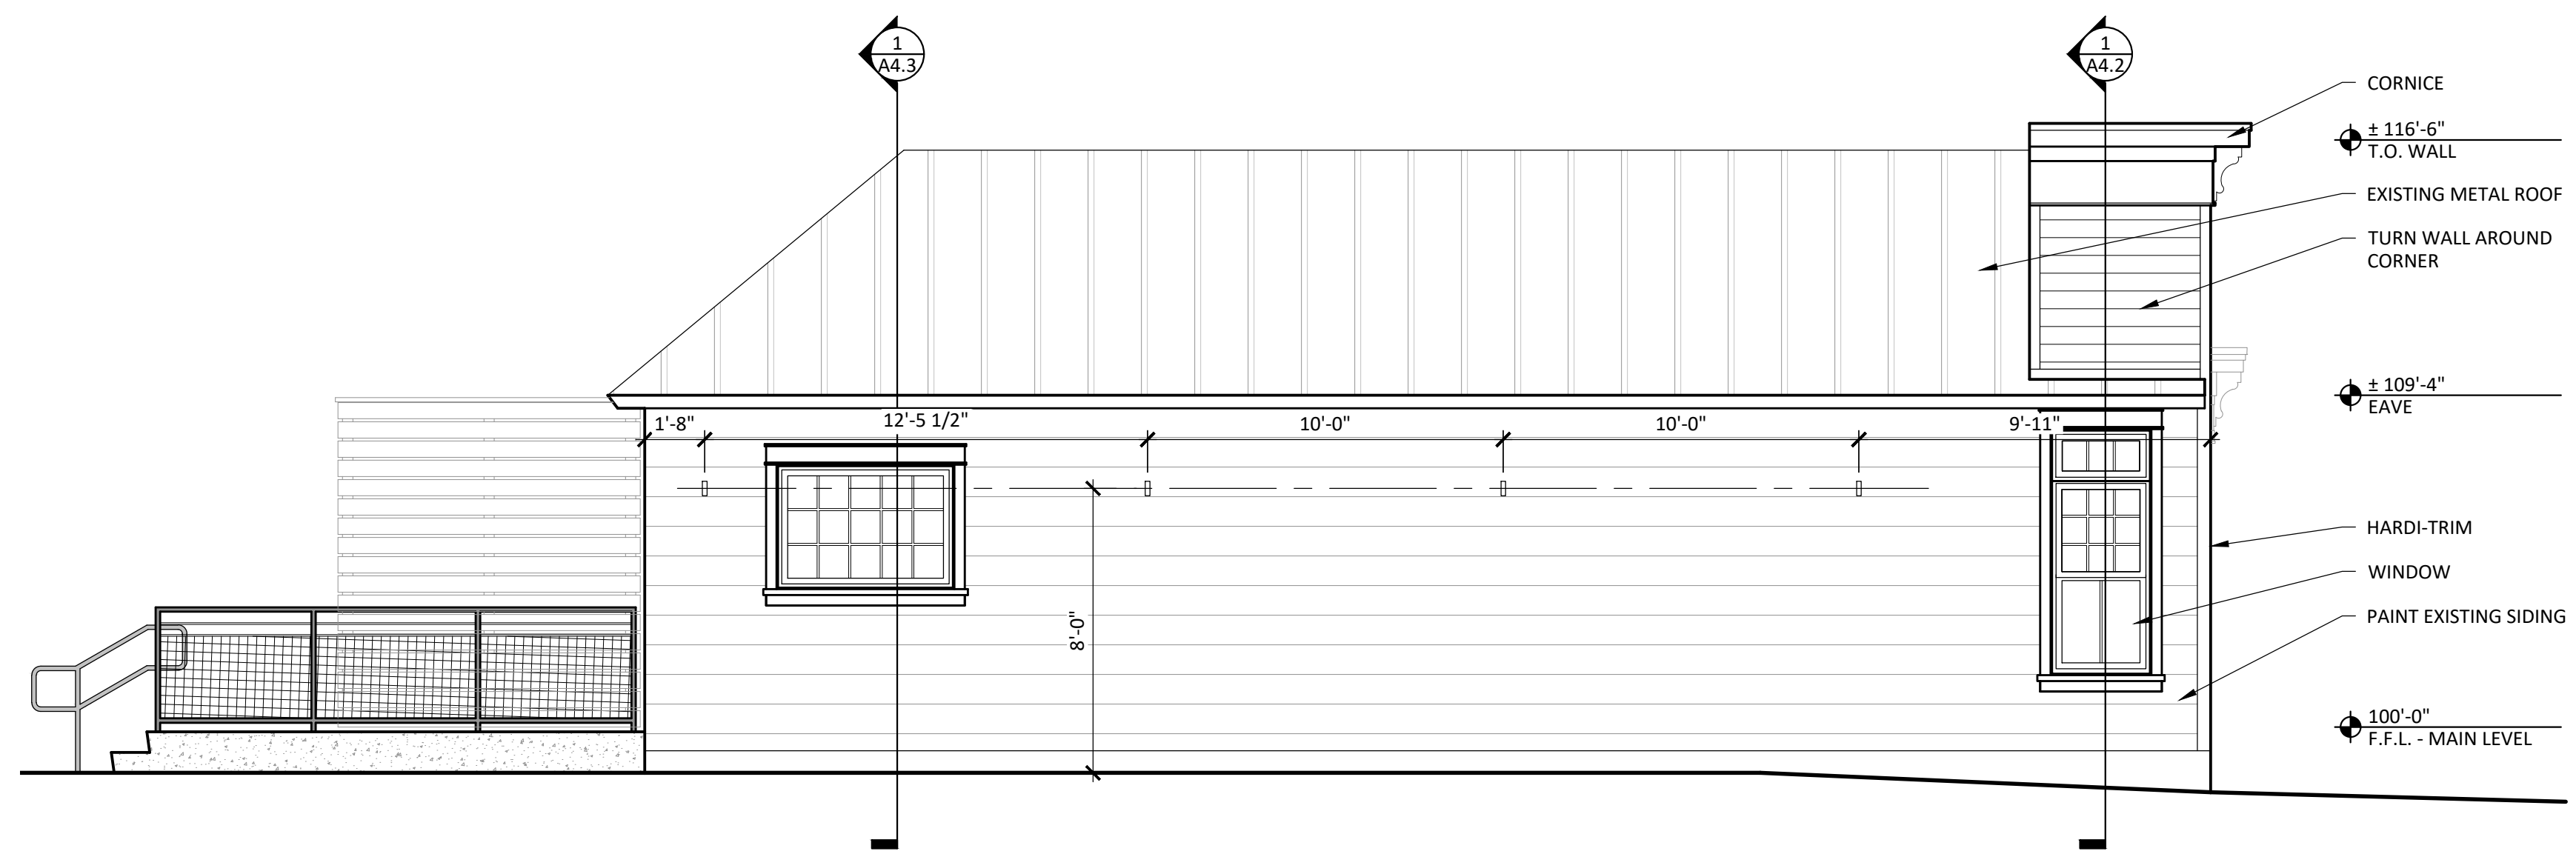 1
A4.3
1
A4.2
CORNICE
± 116'-6"
T.O. WALL
EXISTING METAL ROOF
TURN WALL AROUND
CORNER
± 109'-4"
EAVE
1'-8"
12'-5 1/2"
10'-0"
10'-0"
9'-11"
HARDI-TRIM
WINDOW
8'-0"
PAINT EXISTING SIDING
100'-0"
F.F.L. - MAIN LEVEL